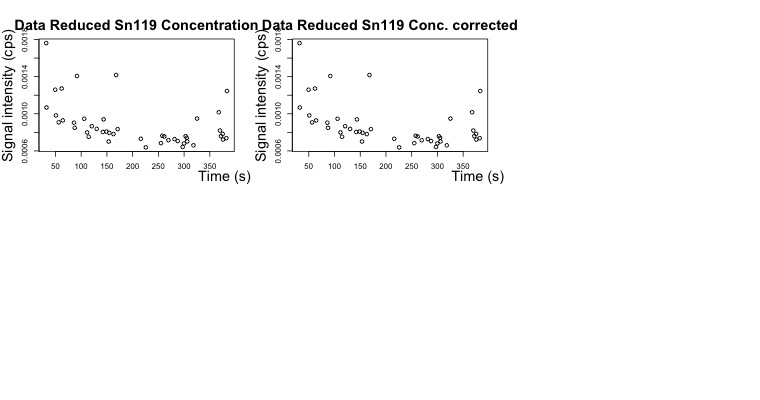 Data Reduced Sn119 Concentration
Signal intensity (cps)
0.0018
0.0014
0.0010
0.0006
50 100 150 200 250 300 350
Time (s)
Data Reduced Sn119 Conc. corrected
Signal intensity (cps)
0.0018
0.0014
0.0010
0.0006
50 100 150 200 250 300 350
Time (s)